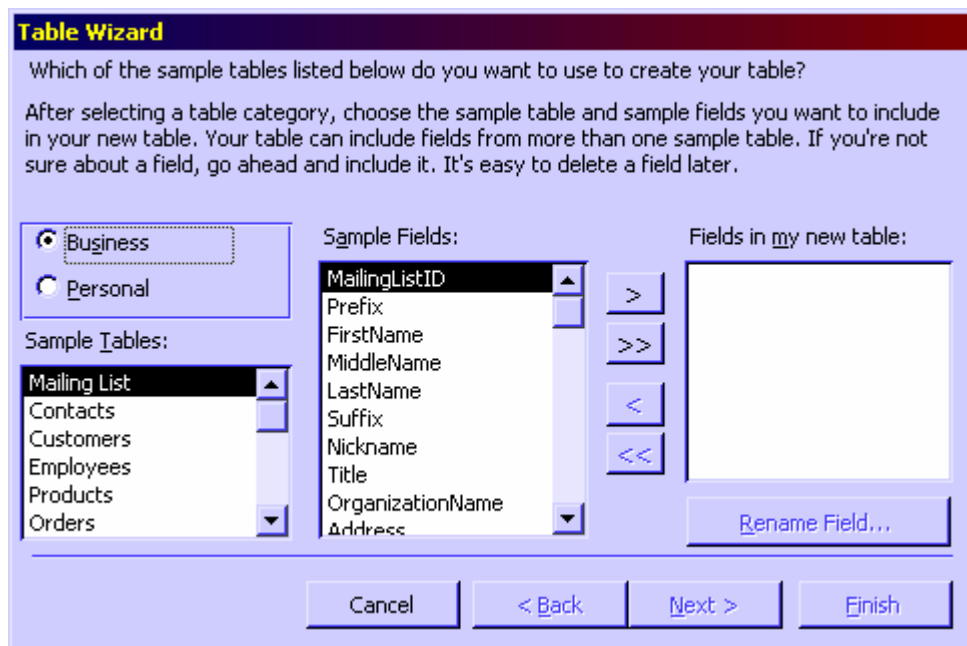 Table Wizard
Which of the sample tables listed below do you want to use to create your table?
After selecting a table category, choose the sample table and sample fields you want to include
in your new table. Your table can include fields from more than one sample table. If you're not
sure about a field, go ahead and include it. It's easy to delete a field later.
Business
Personal
Sample Tables:
Mailing List
Contacts
Customers
Employees
Products
Orders
Sample Fields:
MailingListID
Prefix
FirstName
MiddleName
LastName
Suffix
Nickname
Title
OrganizationName
Address
>
>>
<
<<
Fields in my new table:
Rename Field...
Cancel
< Back
Next >
Finish